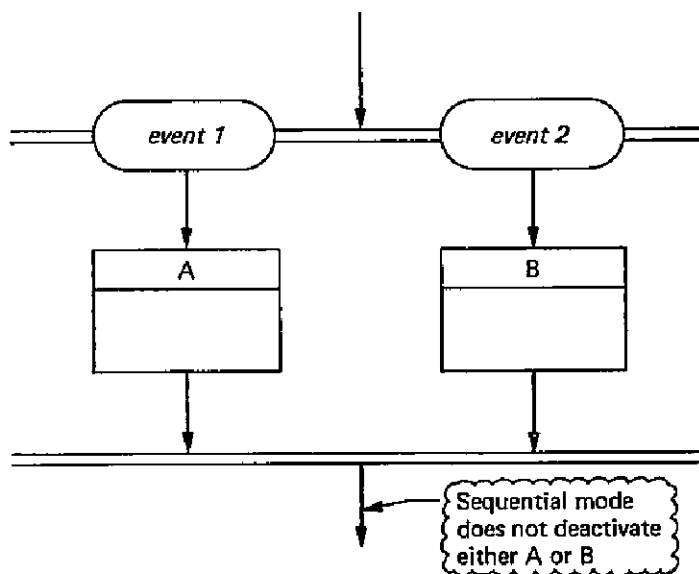 event 1
event 2
A
B
Sequential mode
does not deactivate
either A or B